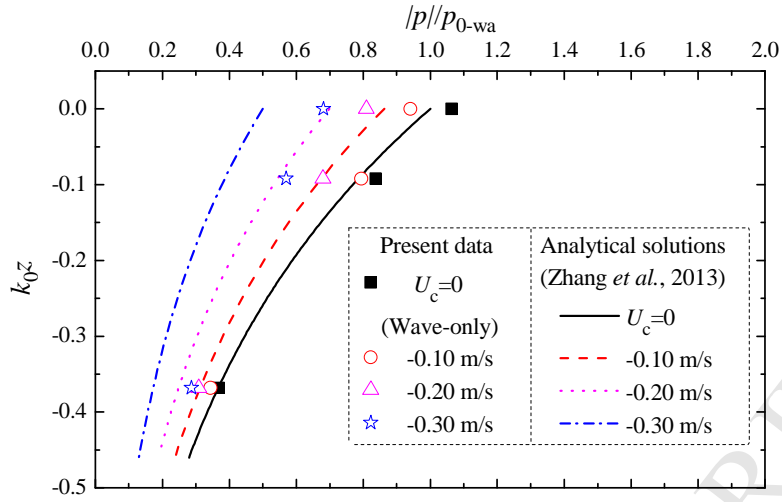 |p|/p0-wa
0.0 0.2 0.4 0.6 0.8 1.0 1.2 1.4 1.6 1.8 2.0
0.0
-0.1
-0.2
-0.3
-0.4
-0.5
k0z
Present data
Uc=0
(Wave-only)
-0.10 m/s
-0.20 m/s
-0.30 m/s
Analytical solutions
(Zhang et al., 2013)
Uc=0
-0.10 m/s
-0.20 m/s
-0.30 m/s